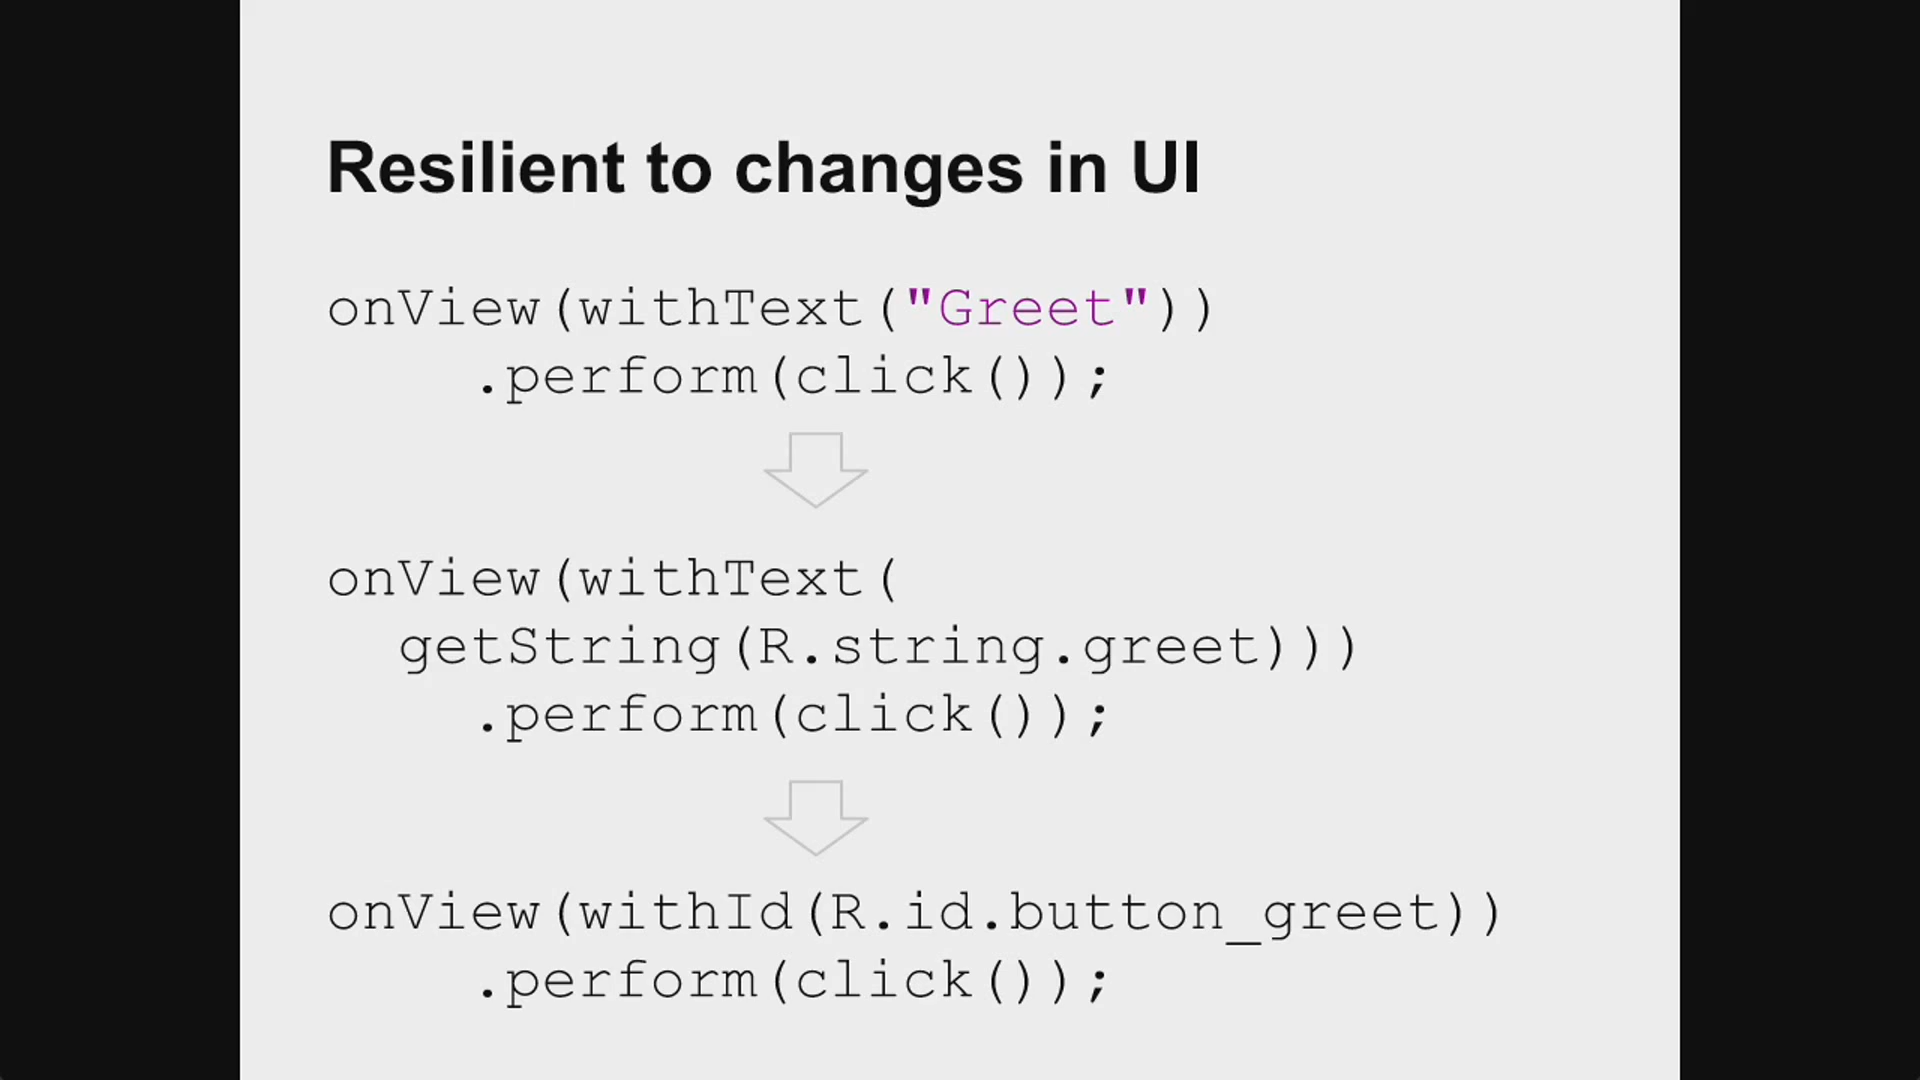 Resilient to changes in UI
onView(withText("Greet"))
.perform(click());
onView(withText(
getString(R.string.greet)))
.perform(click());
onView(withId(R.id.button_greet))
.perform(click());